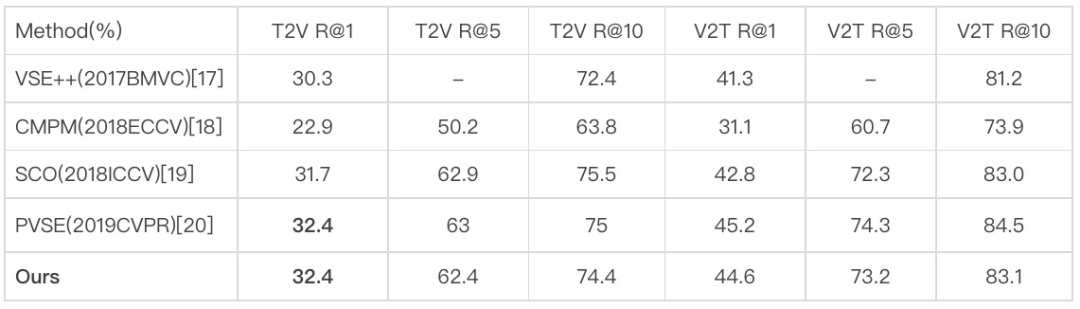 Method(%) T2V R@1 T2V R@5 T2V R@10 V2T R@1 V2T R@5 V2T R@10
VSE++(2017BMVC)[17] 30.3 – 72.4 41.3 – 81.2
CMPM(2018ECCV)[18] 22.9 50.2 63.8 31.1 60.7 73.9
SCO(2018ICCV)[19] 31.7 62.9 75.5 42.8 72.3 83.0
PVSE(2019CVPR)[20] 32.4 63 75 45.2 74.3 84.5
Ours 32.4 62.4 74.4 44.6 73.2 83.1